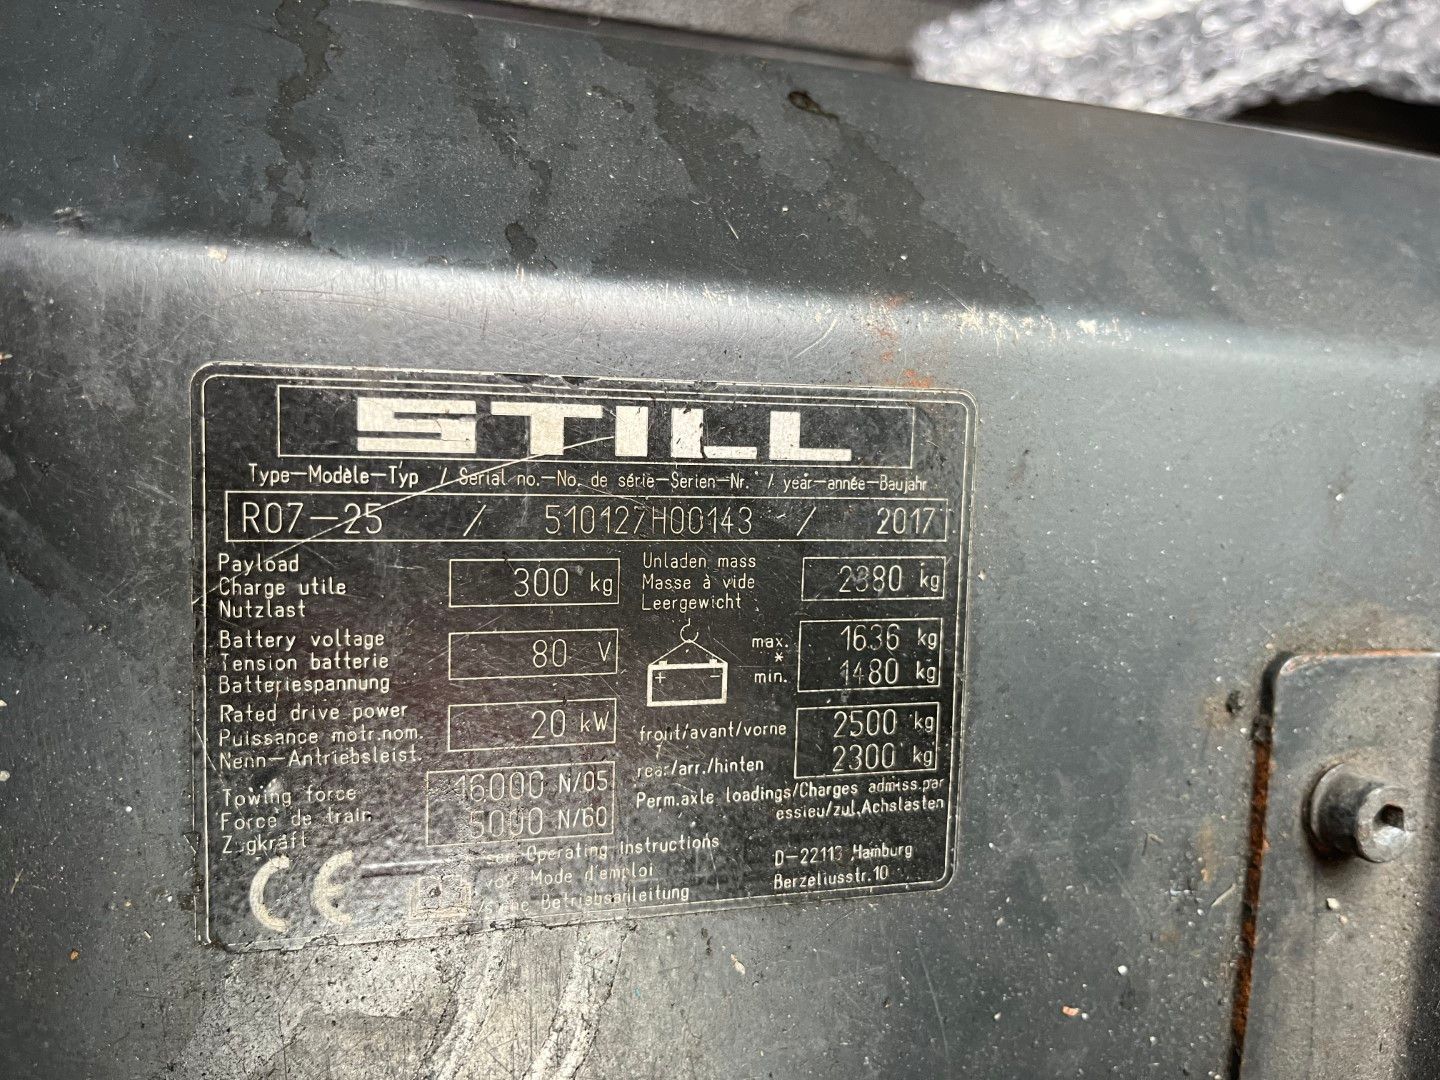 STILL
Type-Modèle-Typ / Serial no.-No. de série-Serien-Nr. / year-année-Baujahr
R07-25 / 510127H00143 / 2017
Payload
Charge utile
Nutzlast
300 kg
Unladen mass
Masse à vide
Leergewicht
2380 kg
Battery voltage
Tension batterie
Batteriespannung
80 V
max. 1636 kg
*
min. 1480 kg
+ -
Rated drive power
Puissance motr.nom.
Nenn-Antriebsleist.
20 kW
front/avant/vorne 2500 kg
rear/arr./hinten 2300 kg
Perm.axle loadings/Charges admiss.par
essieu/zul.Achslasten
Towing force
Force de train
Zugkraft
16000 N/05
5000 N/60
CE
see Operating instructions
voy Mode d'emploi
/siehe Betriebsanleitung
D-22113 Hamburg
Berzeliusstr.10